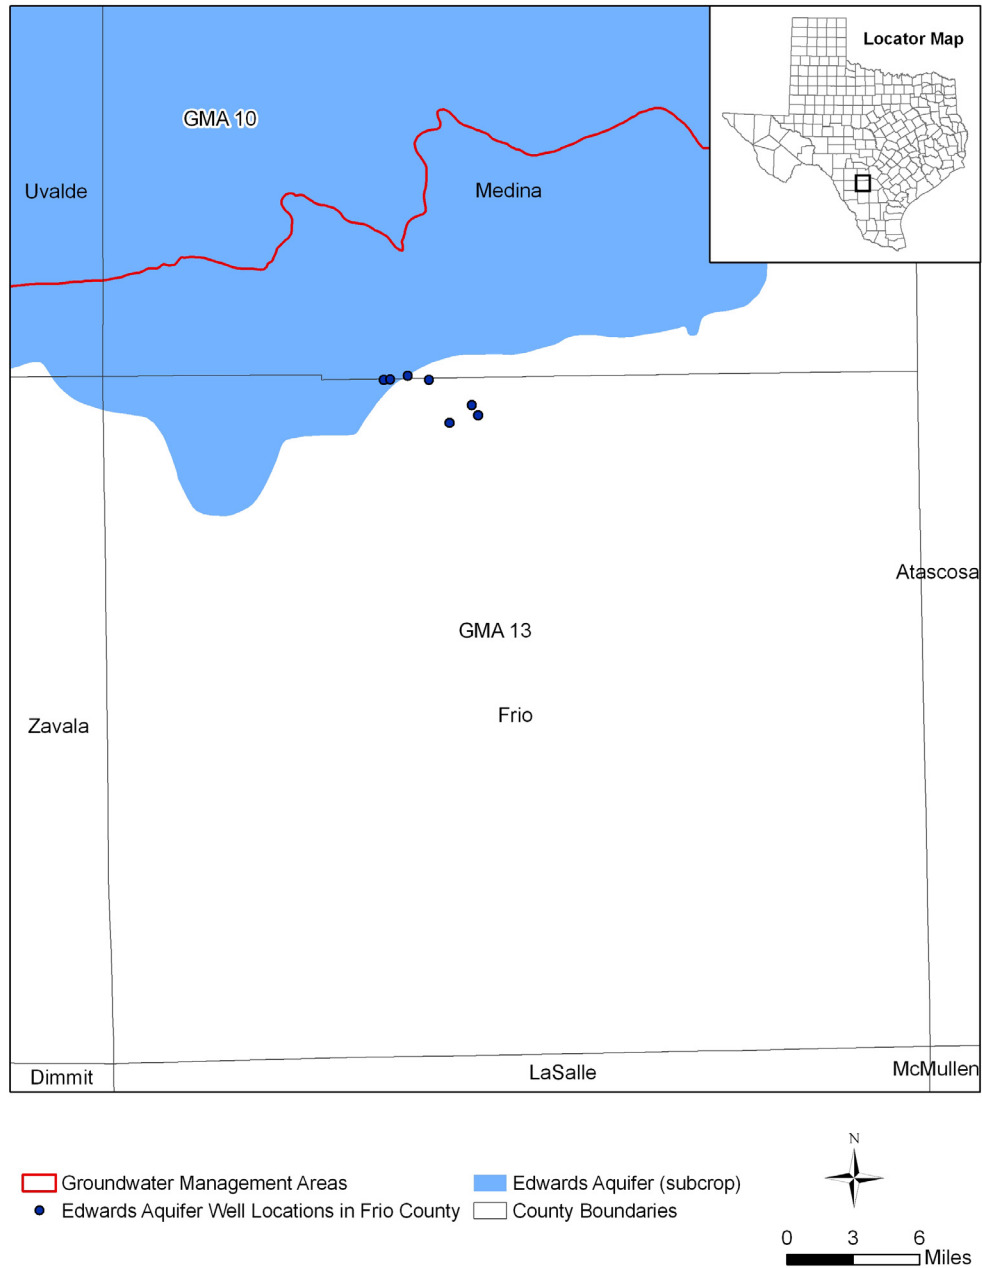 Locator Map
GMA 10
Uvalde
Medina
Atascosa
GMA 13
Frio
Zavala
Dimmit
LaSalle
McMullen
N
Groundwater Management Areas
Edwards Aquifer (subcrop)
Edwards Aquifer Well Locations in Frio County
County Boundaries
0 3 6
Miles